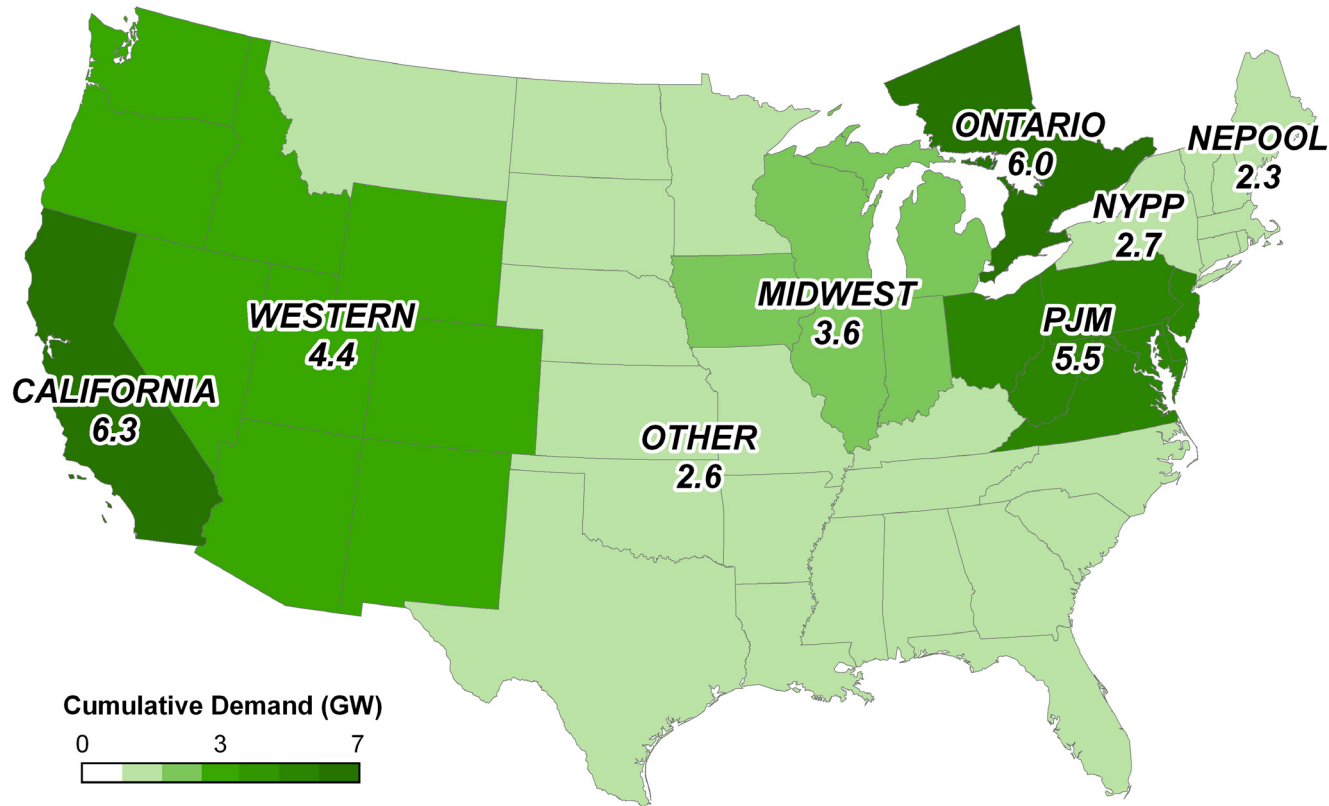 ONTARIO
6.0
NEPOOL
2.3
NYPP
2.7
MIDWEST
3.6
PJM
5.5
WESTERN
4.4
CALIFORNIA
6.3
OTHER
2.6
Cumulative Demand (GW)
0 3 7